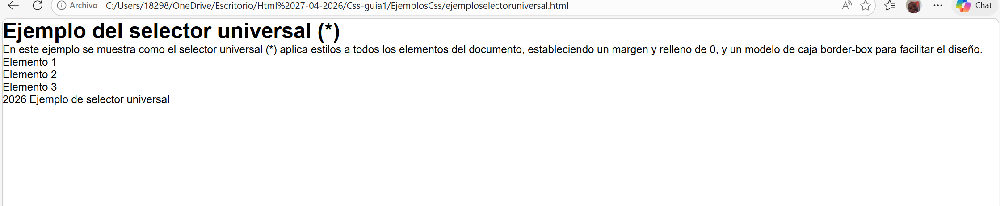 Archivo C:/Users/18298/OneDrive/Escritorio/Html%2027-04-2026/Css-guia1/EjemplosCss/ejemploselectoruniversal.html
Chat
Ejemplo del selector universal (*)
En este ejemplo se muestra como el selector universal (*) aplica estilos a todos los elementos del documento, estableciendo un margen y relleno de 0, y un modelo de caja border-box para facilitar el diseño.
Elemento 1
Elemento 2
Elemento 3
2026 Ejemplo de selector universal